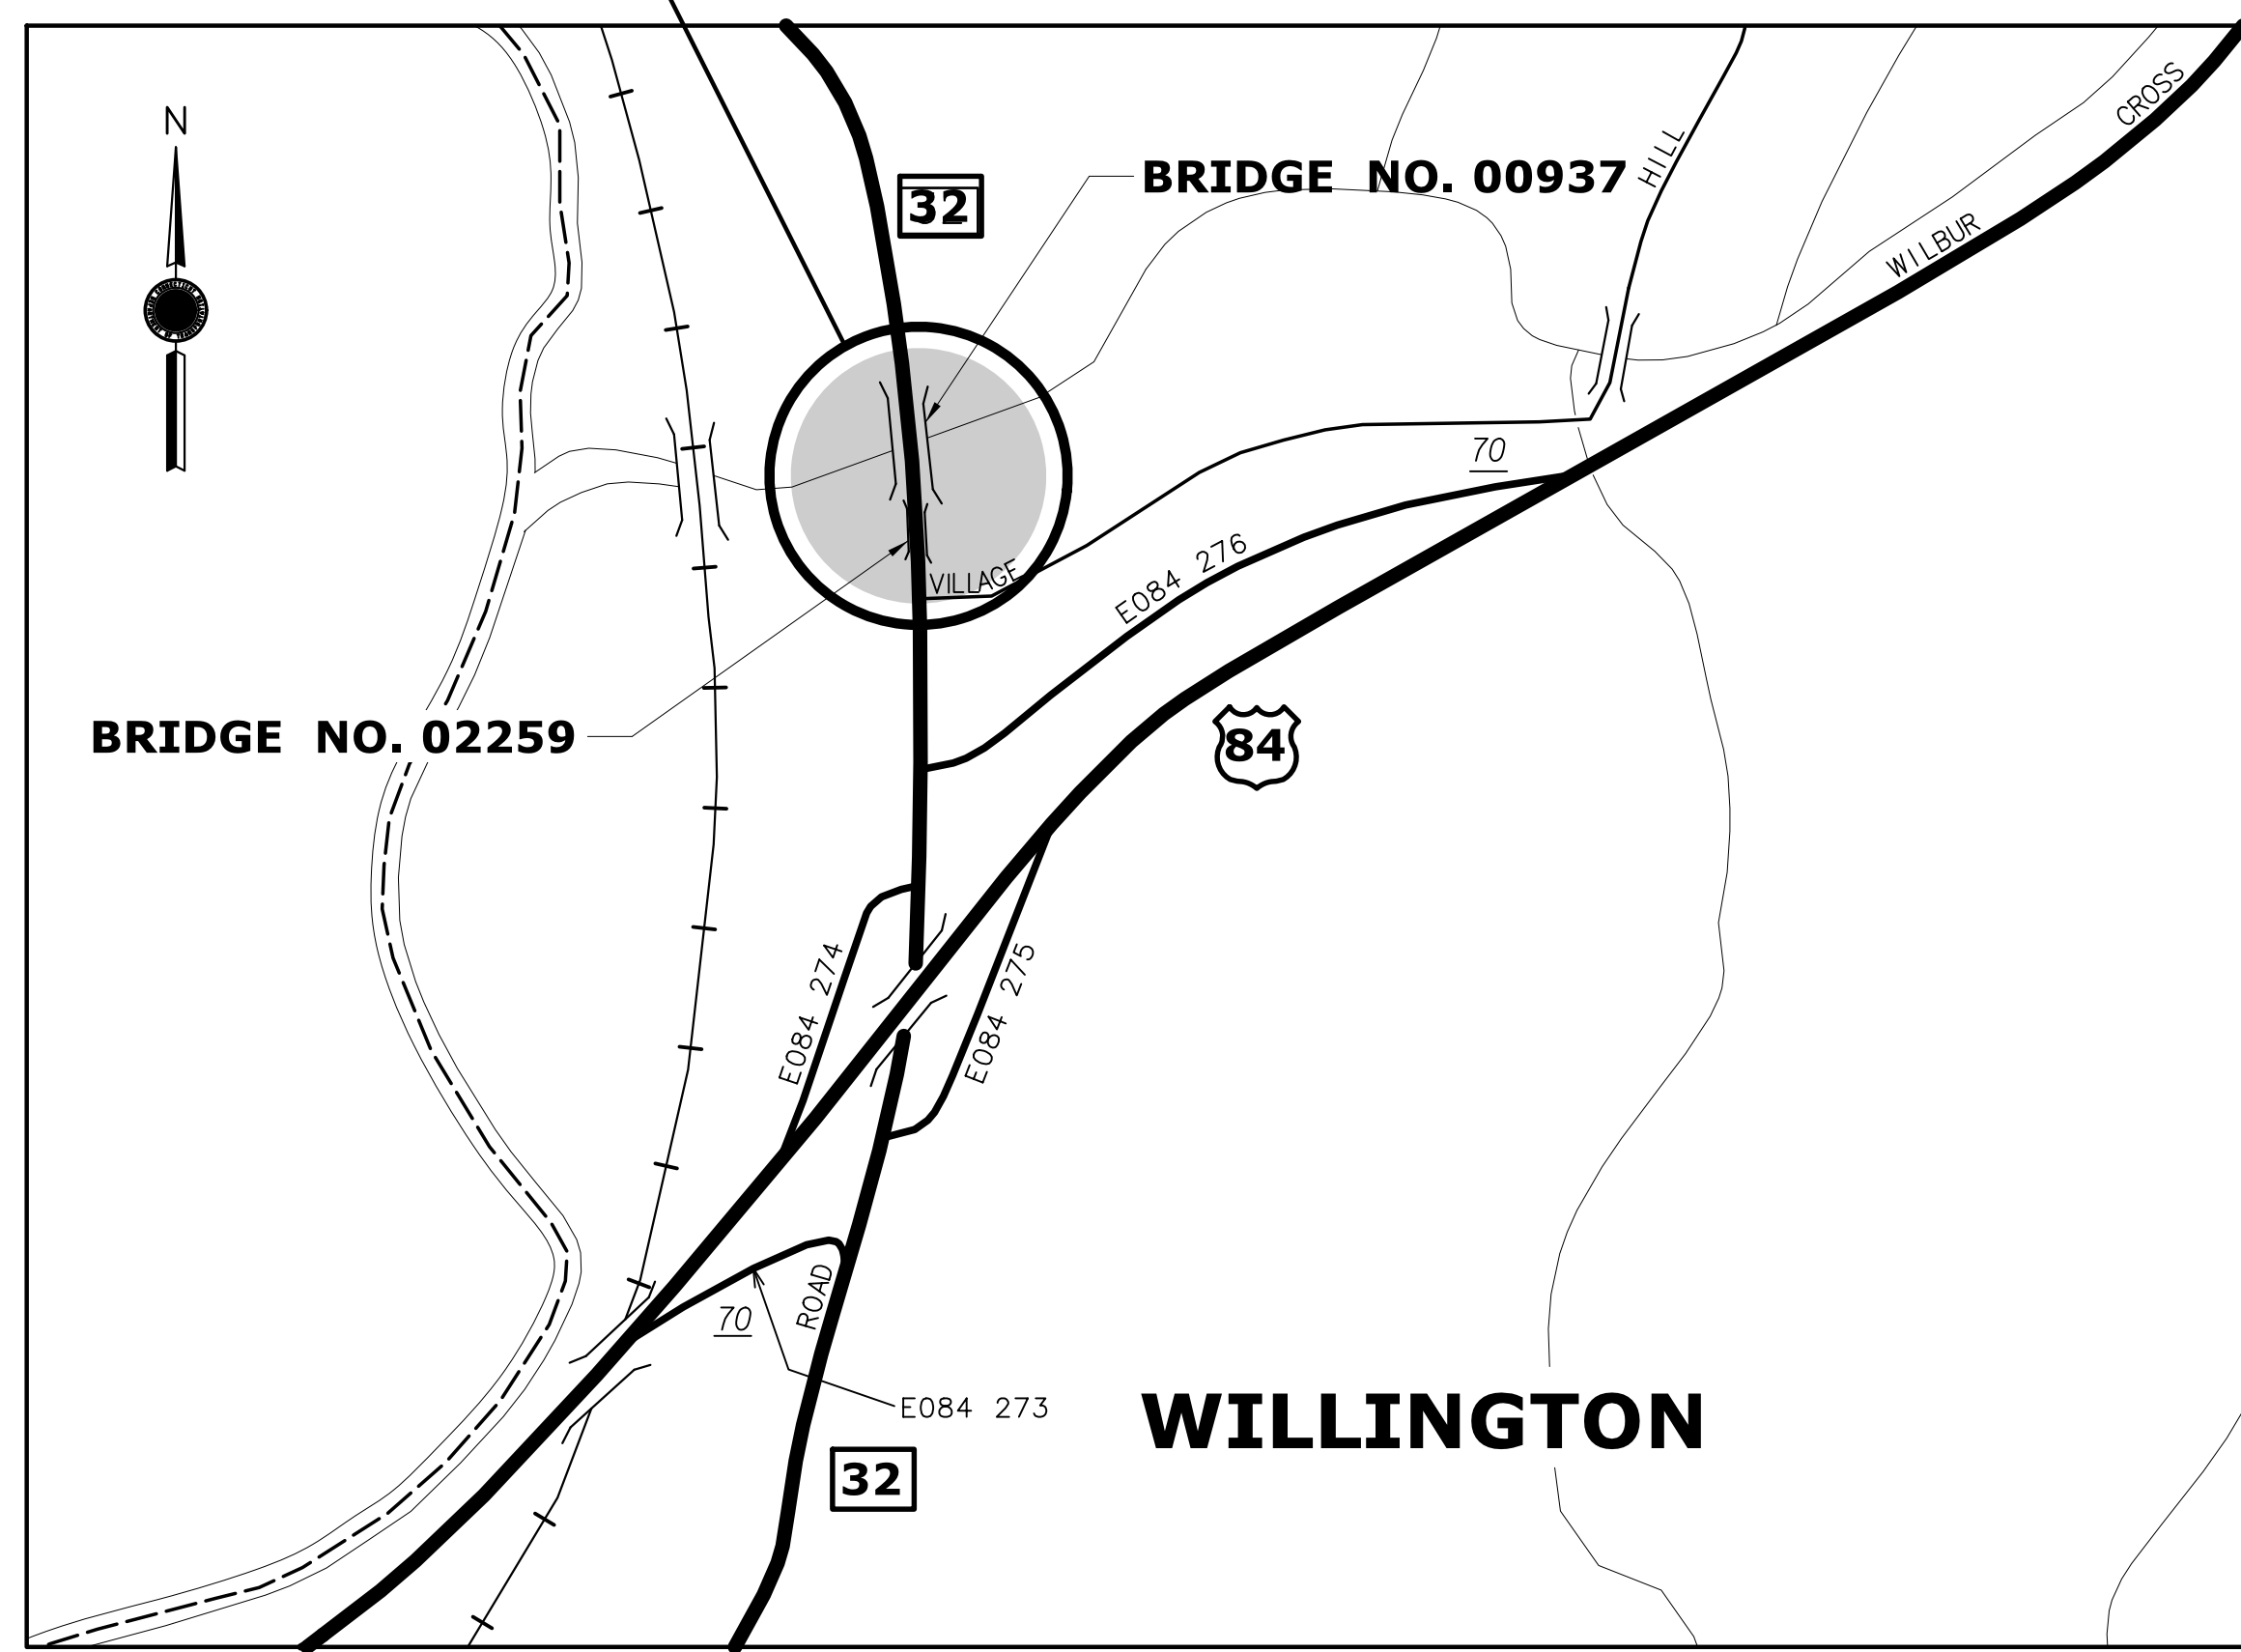 N
CROSS
HILL
BRIDGE NO. 00937
32
WILBUR
70
E084 276
VILLAGE
BRIDGE NO. 02259
84
E084 274
E084 275
ROAD
70
E084 273
WILLINGTON
32